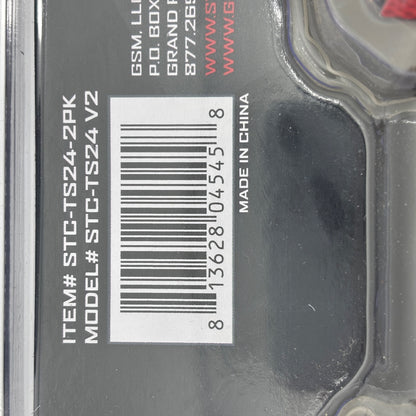 GSM, LL
P.O. BOX
GRAND P
877.269
WWW.S
WWW.G
ITEM# STC-TS24-2PK
MODEL# STC-TS24 V2
8 13628 04545 8
MADE IN CHINA